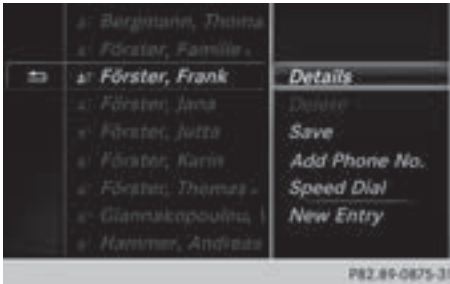 Bergmann, Thoma
Förster, Familie
Förster, Frank
Förster, Jana
Förster, Jutta
Förster, Karin
Förster, Thomas
Giannakopoulou,
Hammer, Andreas
Details
Delete
Save
Add Phone No.
Speed Dial
New Entry
P82.89-0875-31